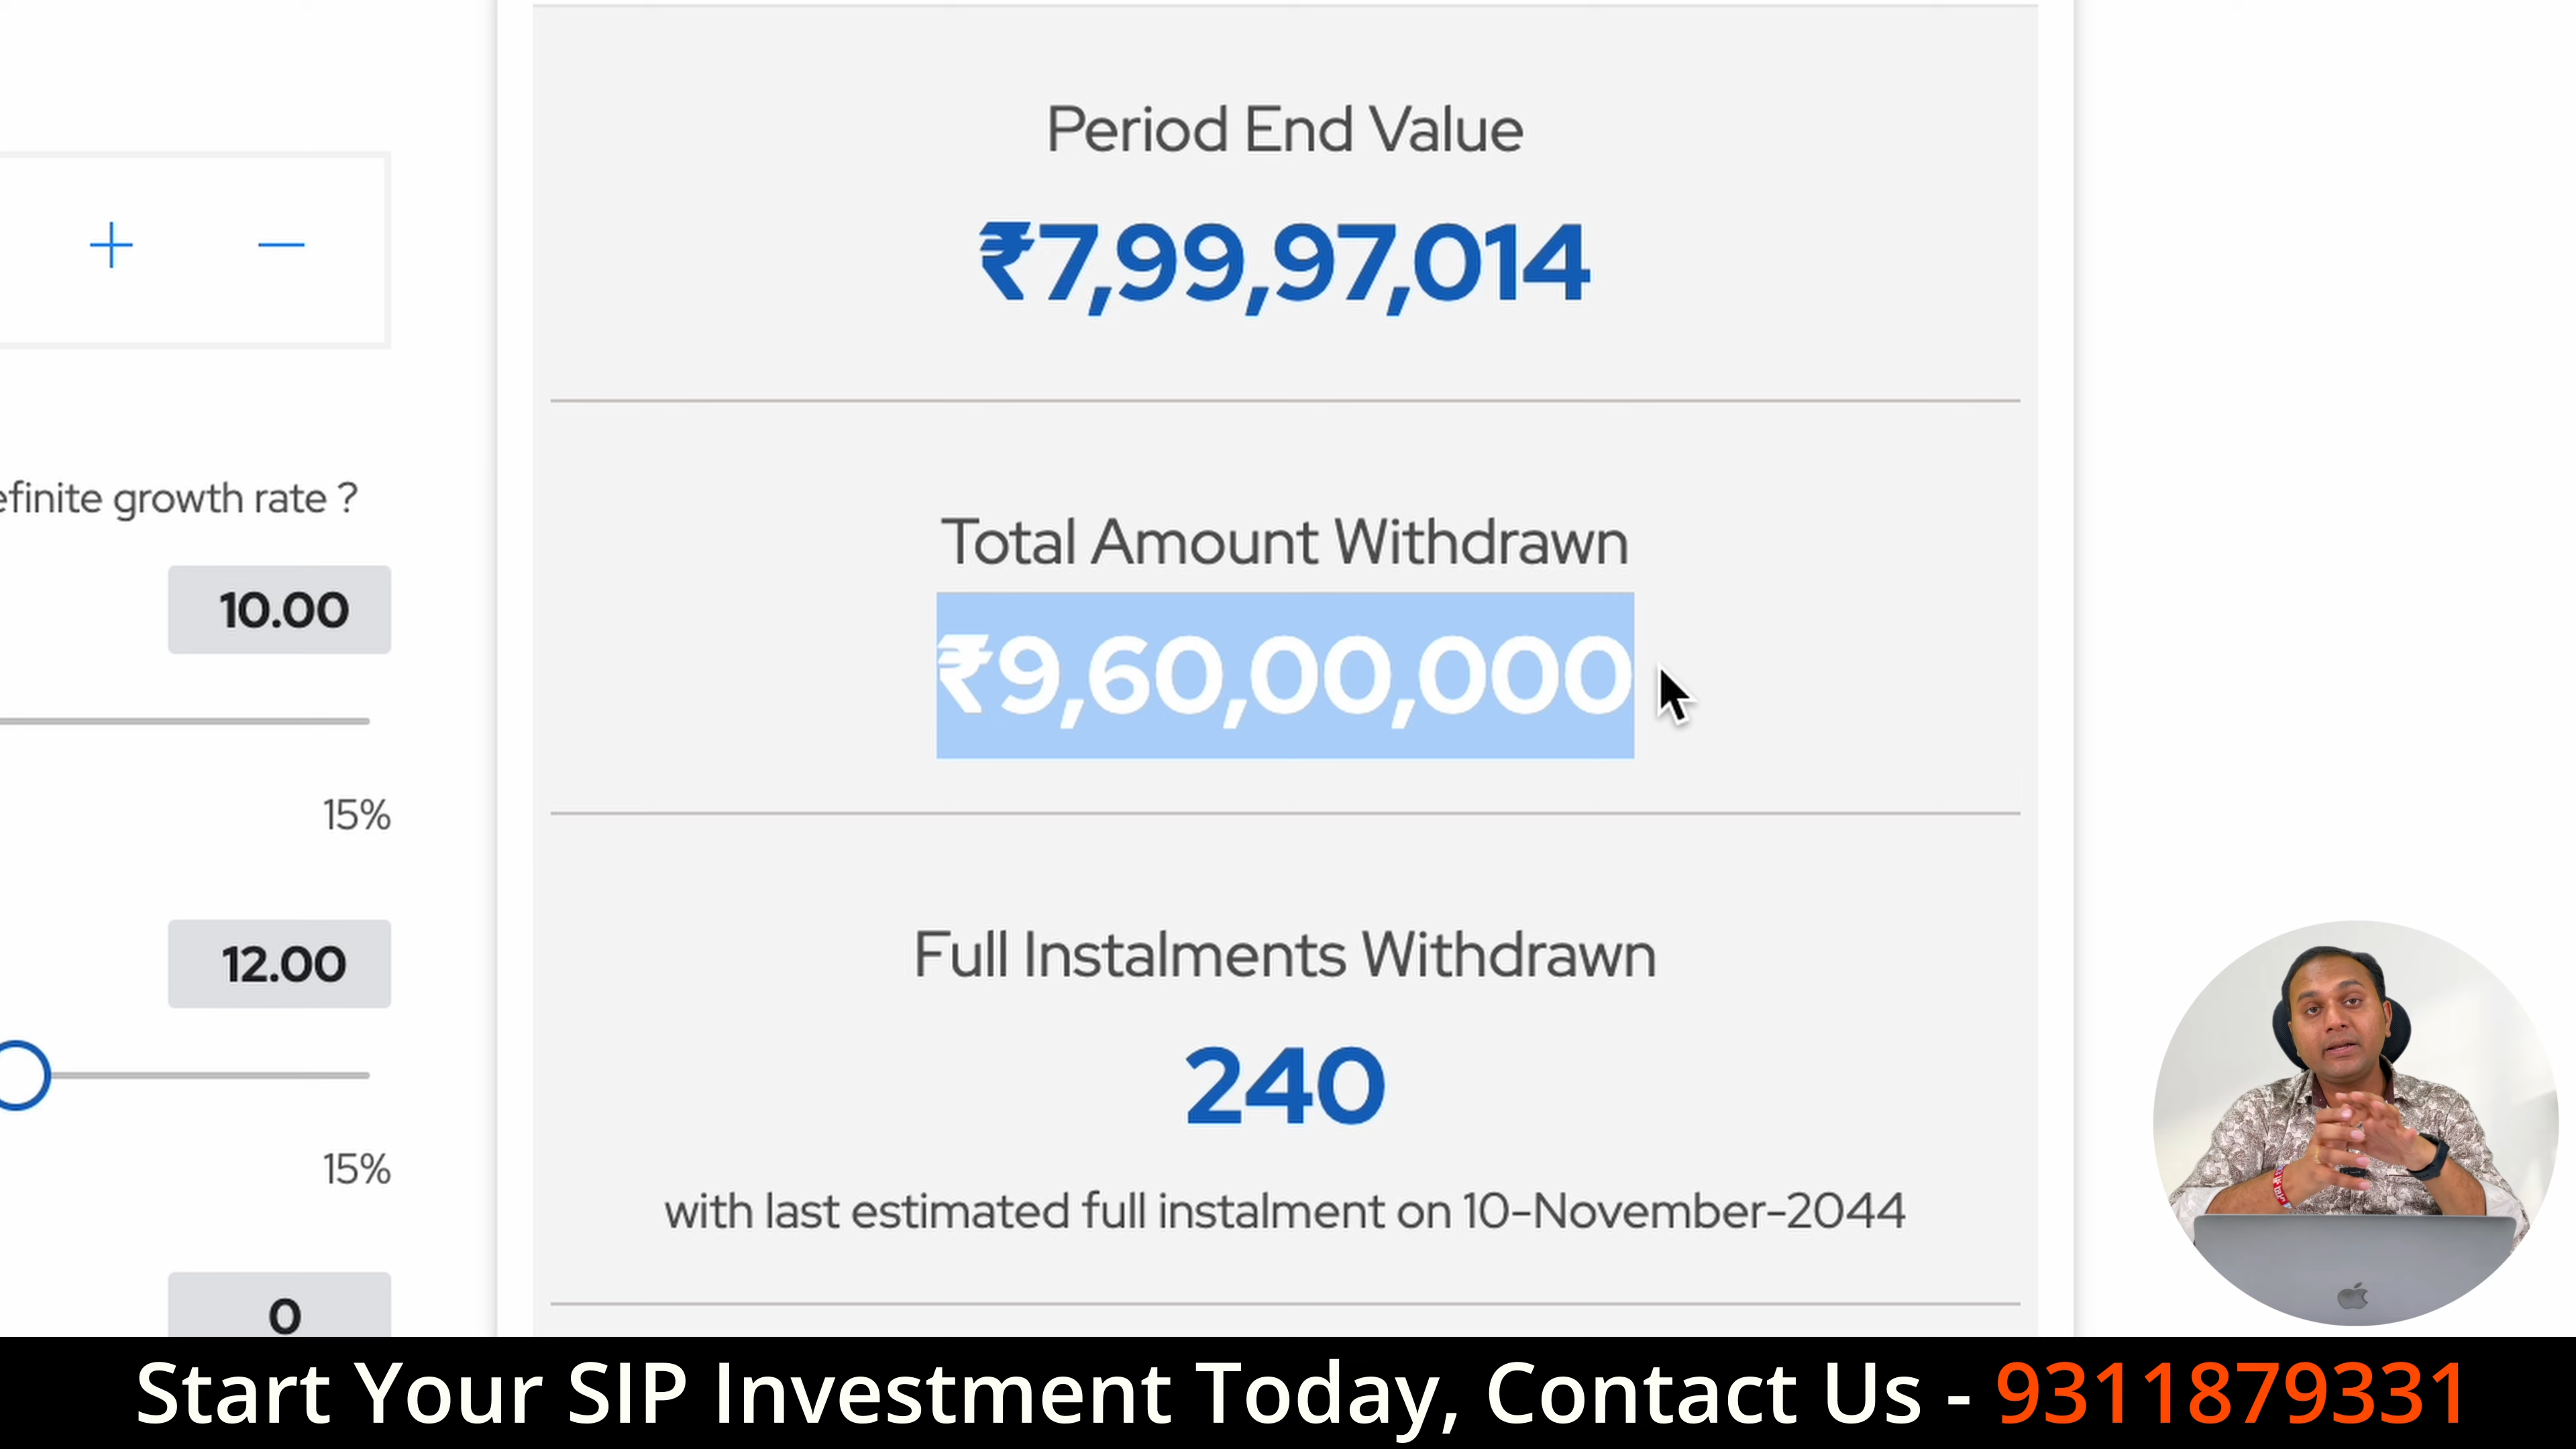 Period End Value
₹7,99,97,014
efinite growth rate ?
Total Amount Withdrawn
10.00
₹9,60,00,000
15%
12.00
Full Instalments Withdrawn
240
15%
with last estimated full instalment on 10-November-2044
0
Start Your SIP Investment Today, Contact Us - 9311879331